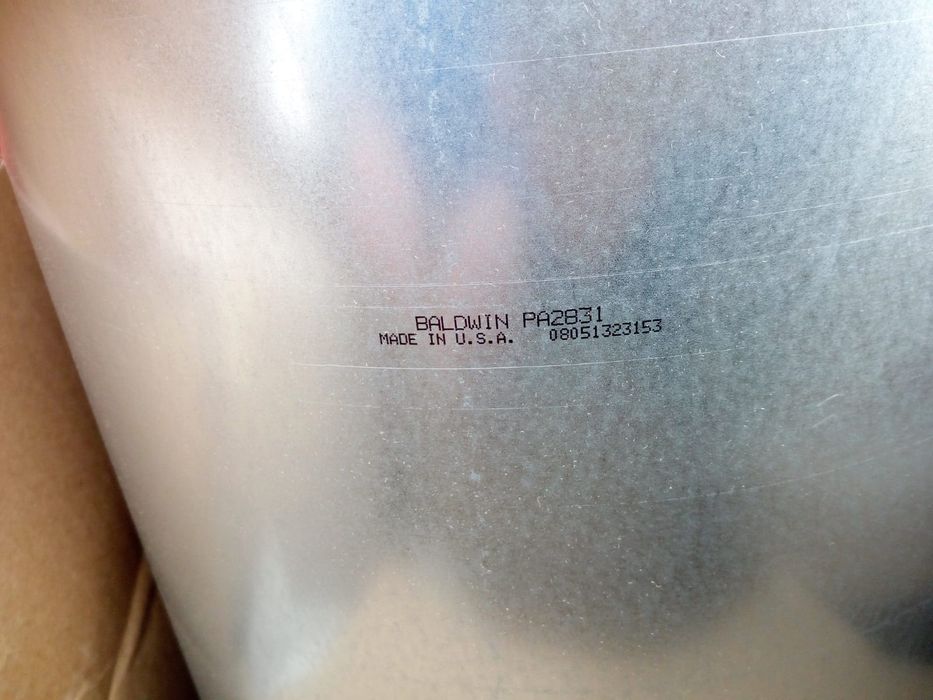 BALDWIN PA2831
MADE IN U.S.A. 08051323153